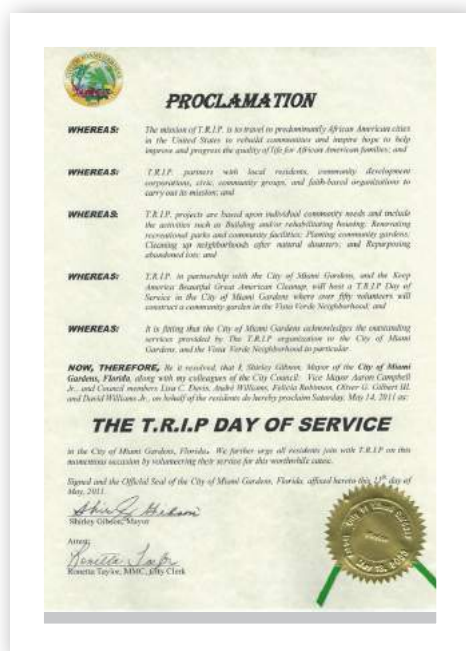 PROCLAMATION
WHEREAS: The mission of T.R.I.P. is to travel to predominantly African American cities
in the United States to rebuild communities and inspire hope to help
improve and progress the quality of life for African American families; and
WHEREAS: T.R.I.P. partners with local residents, community development
corporations, civic, community groups, and faith-based organizations to
carry out its mission; and
WHEREAS: T.R.I.P. projects are based upon individual community needs and include
the activities such as Building and/or rehabilitating housing; Renovating
recreational parks and community facilities; Planting community gardens;
Cleaning up neighborhoods after natural disasters; and Repurposing
abandoned lots; and
WHEREAS: T.R.I.P. in partnership with the City of Miami Gardens, and the Keep
America Beautiful Great American Cleanup, will host a T.R.I.P Day of
Service in the City of Miami Gardens where over fifty volunteers will
construct a community garden in the Vista Verde Neighborhood; and
WHEREAS: It is fitting that the City of Miami Gardens acknowledges the outstanding
services provided by The T.R.I.P organization to the City of Miami
Gardens, and the Vista Verde Neighborhood in particular
NOW, THEREFORE, Be it resolved, that I, Shirley Gibson, Mayor of the City of Miami
Gardens, Florida, along with my colleagues of the City Council: Vice Mayor Aaron Campbell
Jr., and Council members Lisa C. Davis, André Williams, Felicia Robinson, Oliver G. Gilbert III,
and David Williams Jr., on behalf of the residents do hereby proclaim Saturday, May 14, 2011 as:
THE T.R.I.P DAY OF SERVICE
in the City of Miami Gardens, Florida. We further urge all residents join with T.R.I.P on this
momentous occasion by volunteering their service for this worthwhile cause.
Signed and the Official Seal of the City of Miami Gardens, Florida, affixed hereto this day of
May, 2011.
Shirley Gibson
Shirley Gibson, Mayor
Attest:
Ronetta Taylor
Ronetta Taylor, MMC, City Clerk
City of Miami Gardens
May 13, 2003